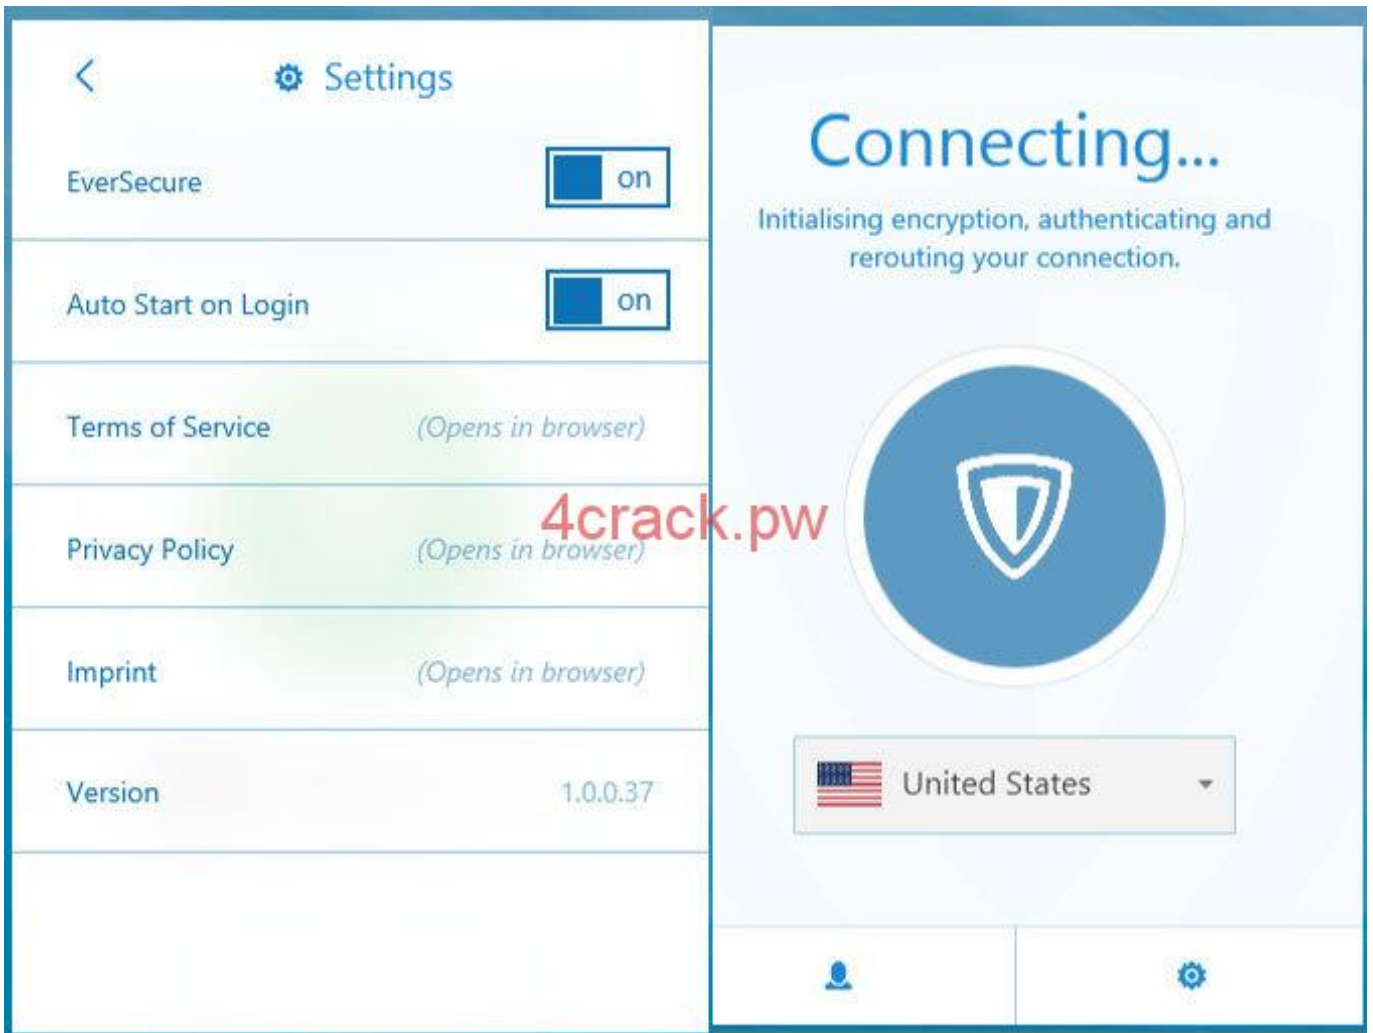 Settings
EverSecure on
Auto Start on Login on
Terms of Service (Opens in browser)
Privacy Policy (Opens in browser)
Imprint (Opens in browser)
Version 1.0.0.37
Connecting...
Initialising encryption, authenticating and
rerouting your connection.
4crack.pw
United States